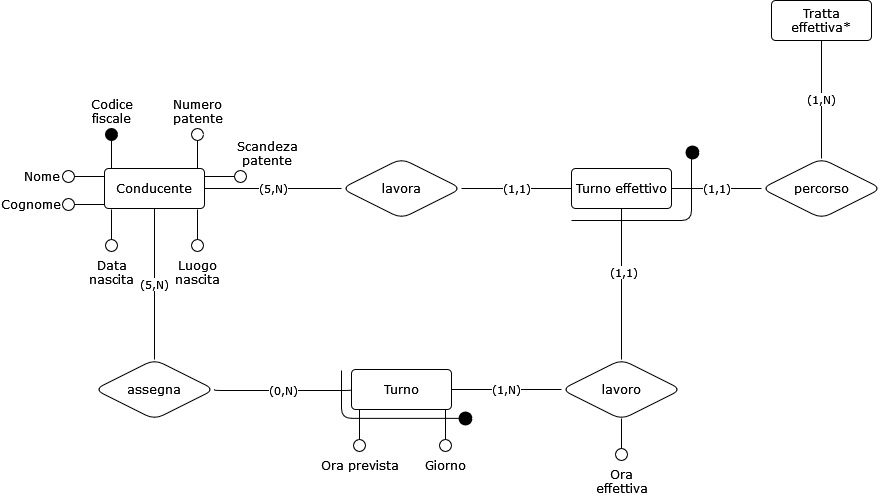 Tratta
effettiva*
(1,N)
Codice
fiscale
Numero
patente
Scandeza
patente
Nome
Conducente
(5,N)
lavora
(1,1)
Turno effettivo
(1,1)
percorso
Cognome
Data
nascita
Luogo
nascita
(5,N)
(1,1)
assegna
(0,N)
Turno
(1,N)
lavoro
Ora prevista
Giorno
Ora
effettiva